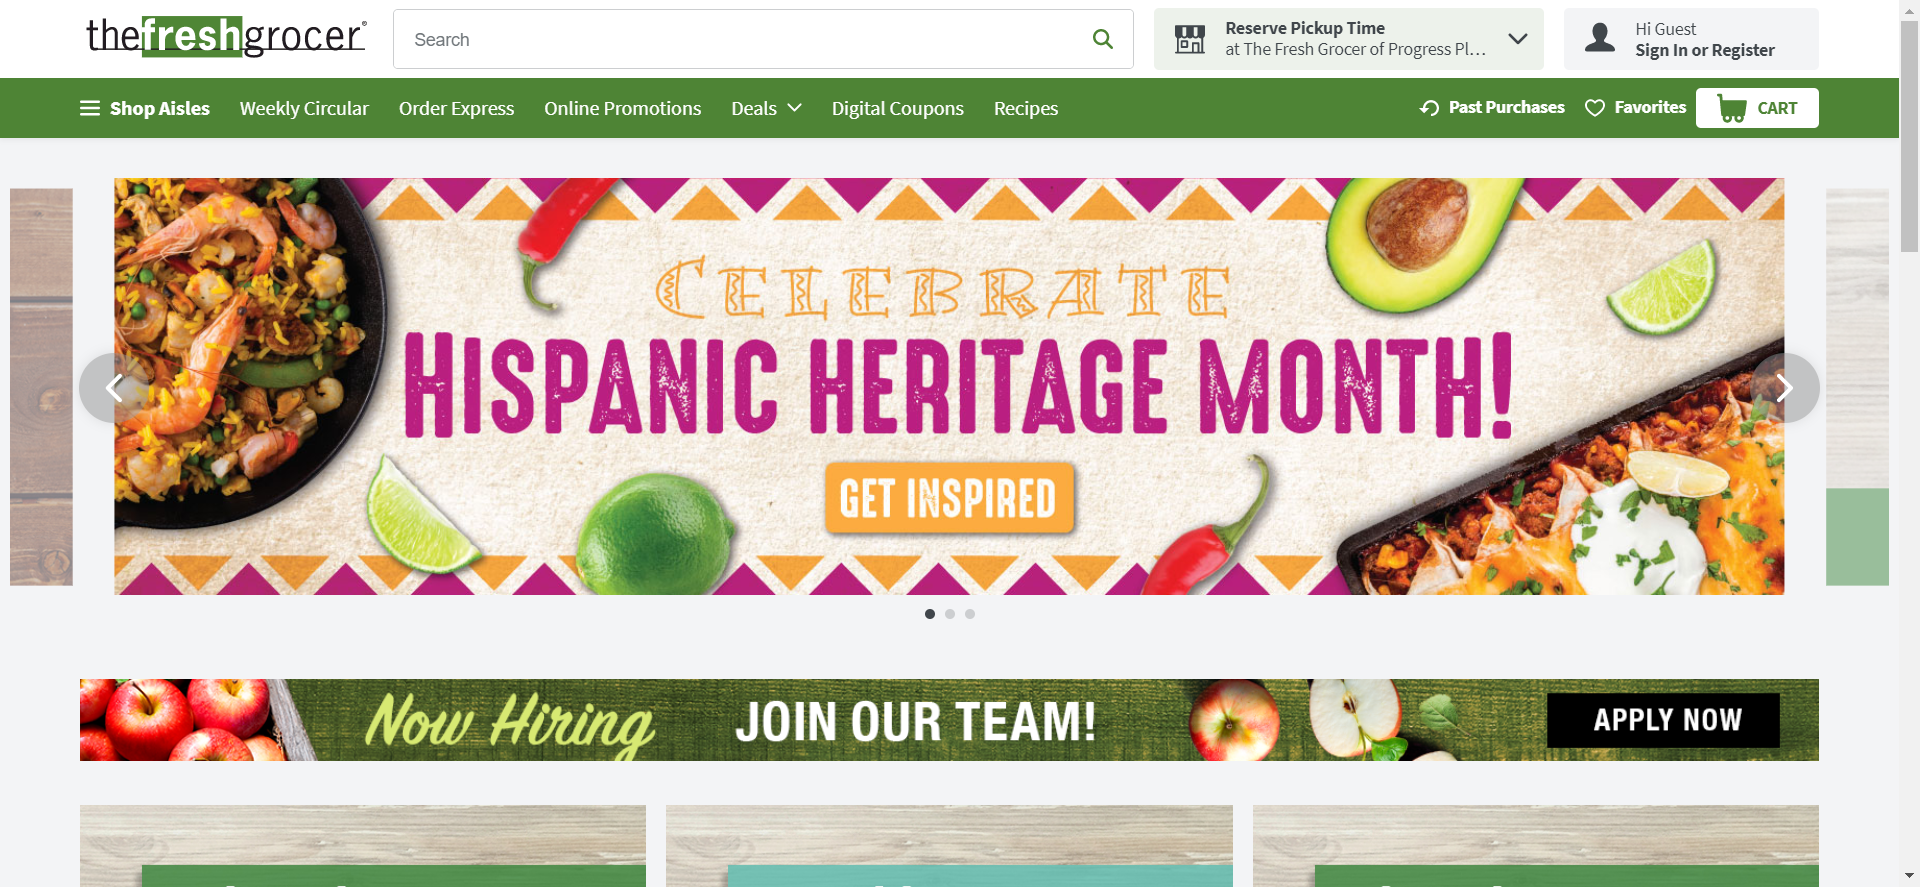 thefreshgrocer®
Search
Reserve Pickup Time
at The Fresh Grocer of Progress Pl...
Hi Guest
Sign In or Register
Shop Aisles
Weekly Circular
Order Express
Online Promotions
Deals
Digital Coupons
Recipes
Past Purchases
Favorites
CART
CELEBRATE
HISPANIC HERITAGE MONTH!
GET INSPIRED
Now Hiring
JOIN OUR TEAM!
APPLY NOW